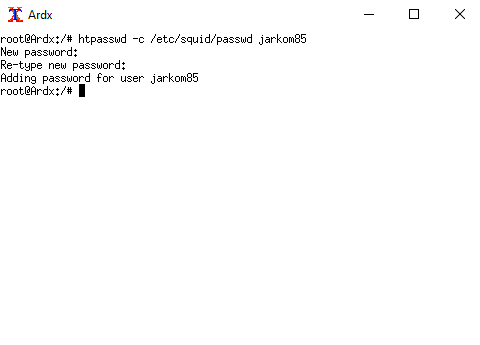 Ardx
root@Ardx:/# htpasswd -c /etc/squid/passwd jarkom85
New password:
Re-type new password:
Adding password for user jarkom85
root@Ardx:/#